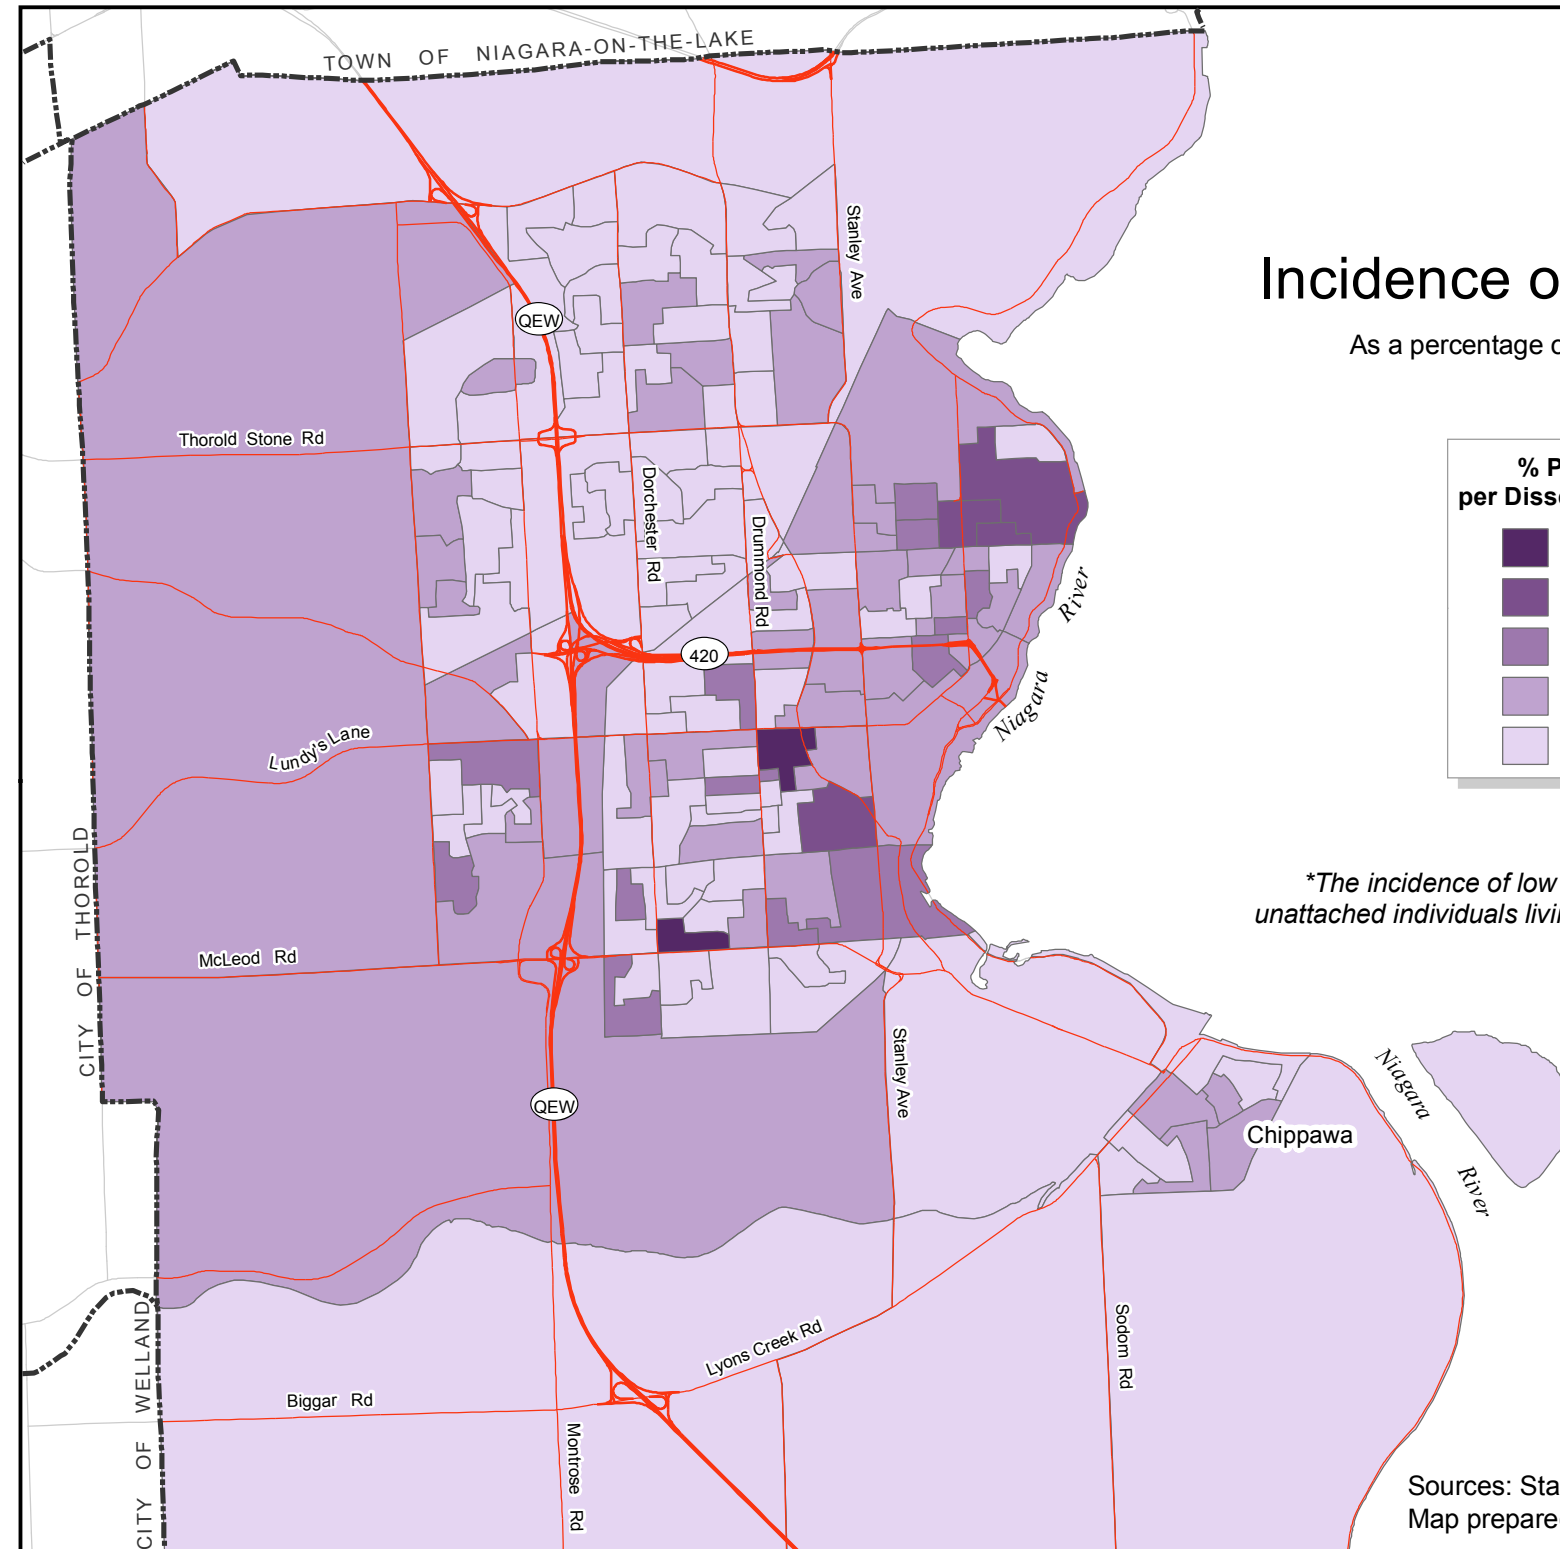 TOWN OF NIAGARA-ON-THE-LAKE
Stanley Ave
Incidence o
As a percentage o
QEW
Thorold Stone Rd
% P
per Disse
Dorchester Rd
Drummond Rd
Niagara River
420
Lundy's Lane
CITY OF THOROLD
*The incidence of low
unattached individuals livin
McLeod Rd
Stanley Ave
Niagara River
QEW
Chippawa
CITY OF WELLAND
Lyons Creek Rd
Sodom Rd
Biggar Rd
Montrose Rd
Sources: Sta
Map prepare